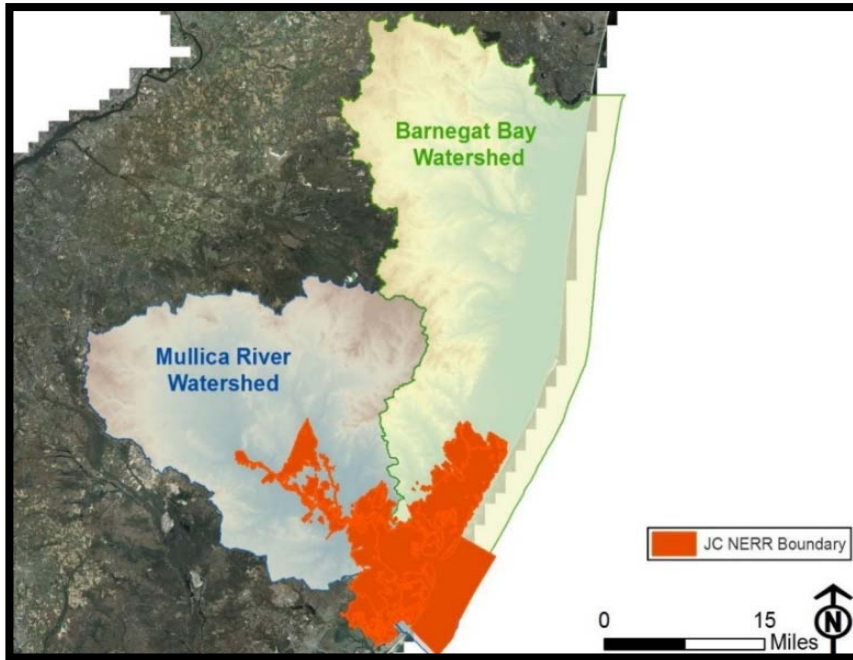 Barnegat Bay
Watershed
Mullica River
Watershed
JC NERR Boundary
0 15
Miles
N